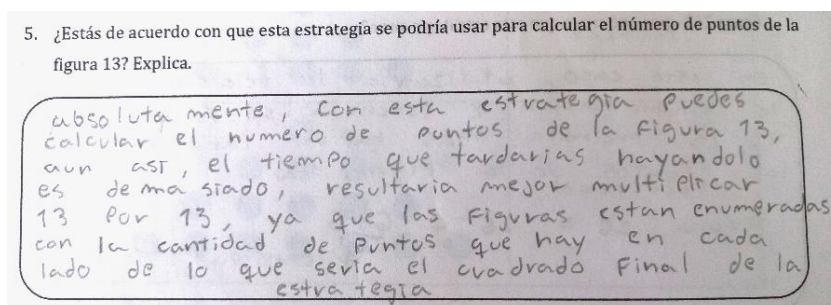 5. ¿Estás de acuerdo con que esta estrategia se podría usar para calcular el número de puntos de la
figura 13? Explica.
absoluta mente, con esta estrategia puedes
calcular el numero de puntos de la figura 13,
aun asi, el tiempo que tardarias hayandolo
es demasiado, resultaria mejor multiplicar
13 por 13, ya que las figuras estan enumeradas
con la cantidad de puntos que hay en cada
lado de lo que seria el cuadrado final de la
estrategia